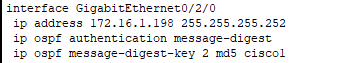 interface GigabitEthernet0/2/0
ip address 172.16.1.198 255.255.255.252
ip ospf authentication message-digest
ip ospf message-digest-key 2 md5 cisco1